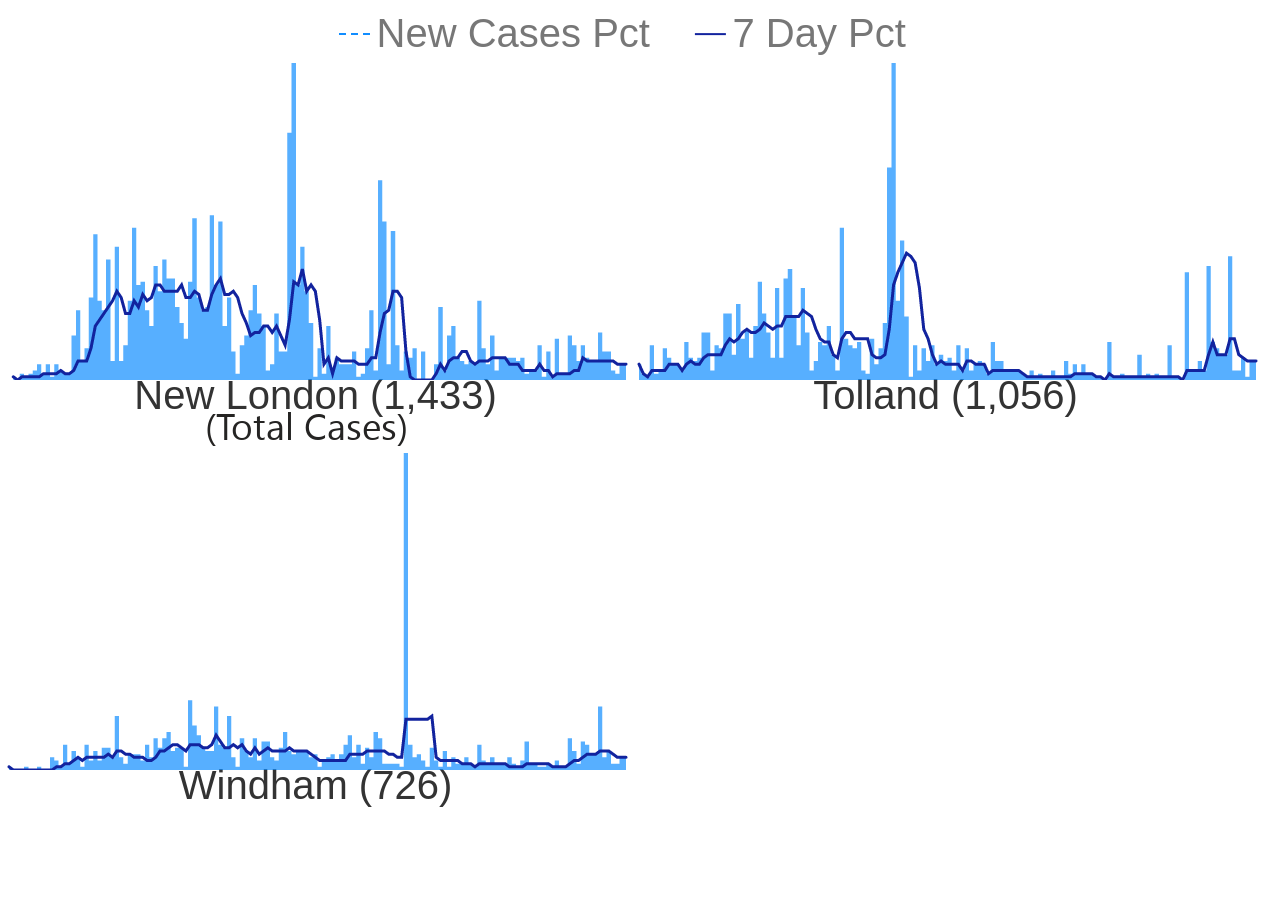 New Cases Pct 7 Day Pct
New London (1,433) Tolland (1,056)
(Total Cases)
Windham (726)